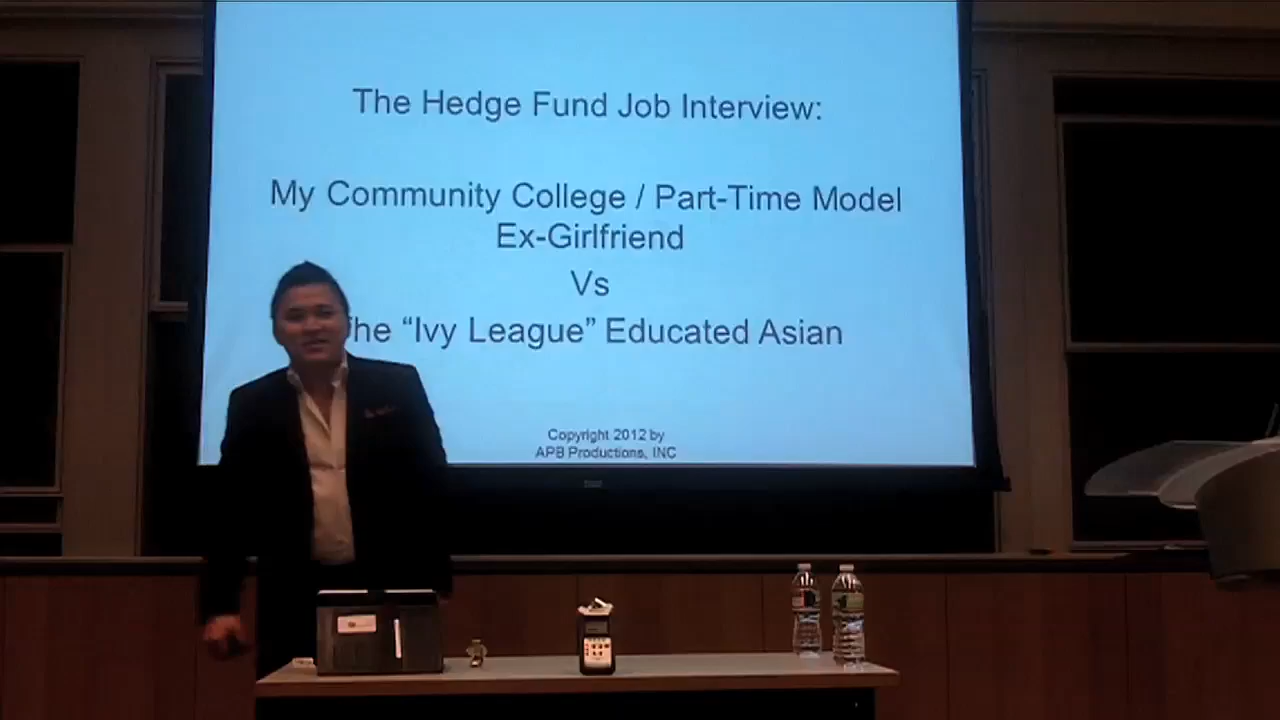 The Hedge Fund Job Interview:
My Community College / Part-Time Model
Ex-Girlfriend
Vs
The “Ivy League” Educated Asian
Copyright 2012 by
APB Productions, INC